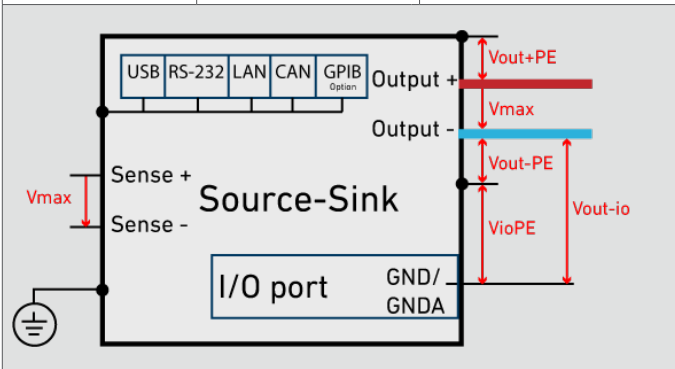 USB RS-232 LAN CAN GPIB
Option
Output +
Output -
Vout+PE
Vmax
Vout-PE
VioPE
Vout-io
Sense +
Sense -
Vmax
Source-Sink
I/O port
GND/
GNDA